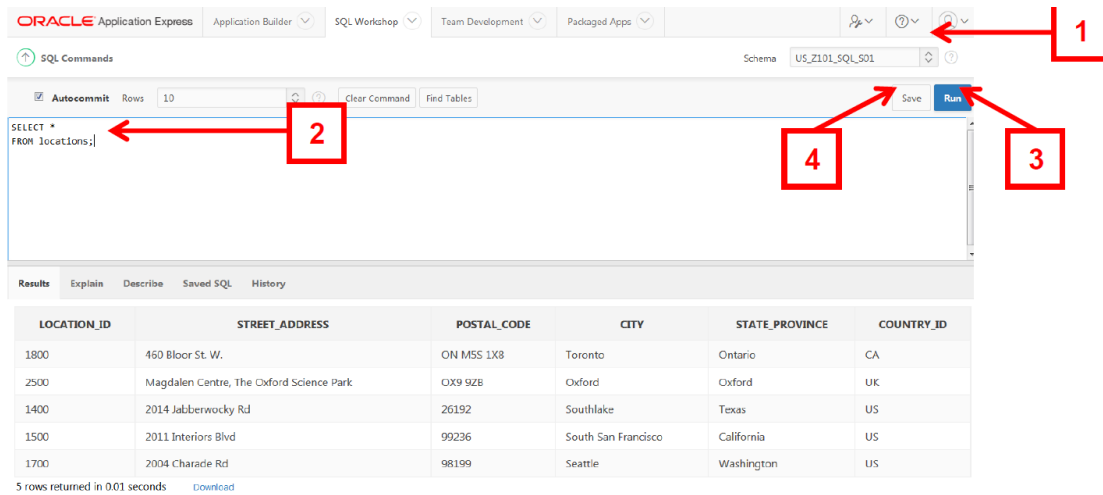 ORACLE Application Express Application Builder SQL Workshop Team Development Packaged Apps
1
SQL Commands Schema US_Z101_SQL_S01
Autocommit Rows 10 Clear Command Find Tables Save Run
SELECT *
FROM locations;
2
4
3
Results Explain Describe Saved SQL History
LOCATION_ID STREET_ADDRESS POSTAL_CODE CITY STATE_PROVINCE COUNTRY_ID
1800 460 Bloor St. W. ON M5S 1X8 Toronto Ontario CA
2500 Magdalen Centre, The Oxford Science Park OX9 9ZB Oxford Oxford UK
1400 2014 Jabberwocky Rd 26192 Southlake Texas US
1500 2011 Interiors Blvd 99236 South San Francisco California US
1700 2004 Charade Rd 98199 Seattle Washington US
5 rows returned in 0.01 seconds Download